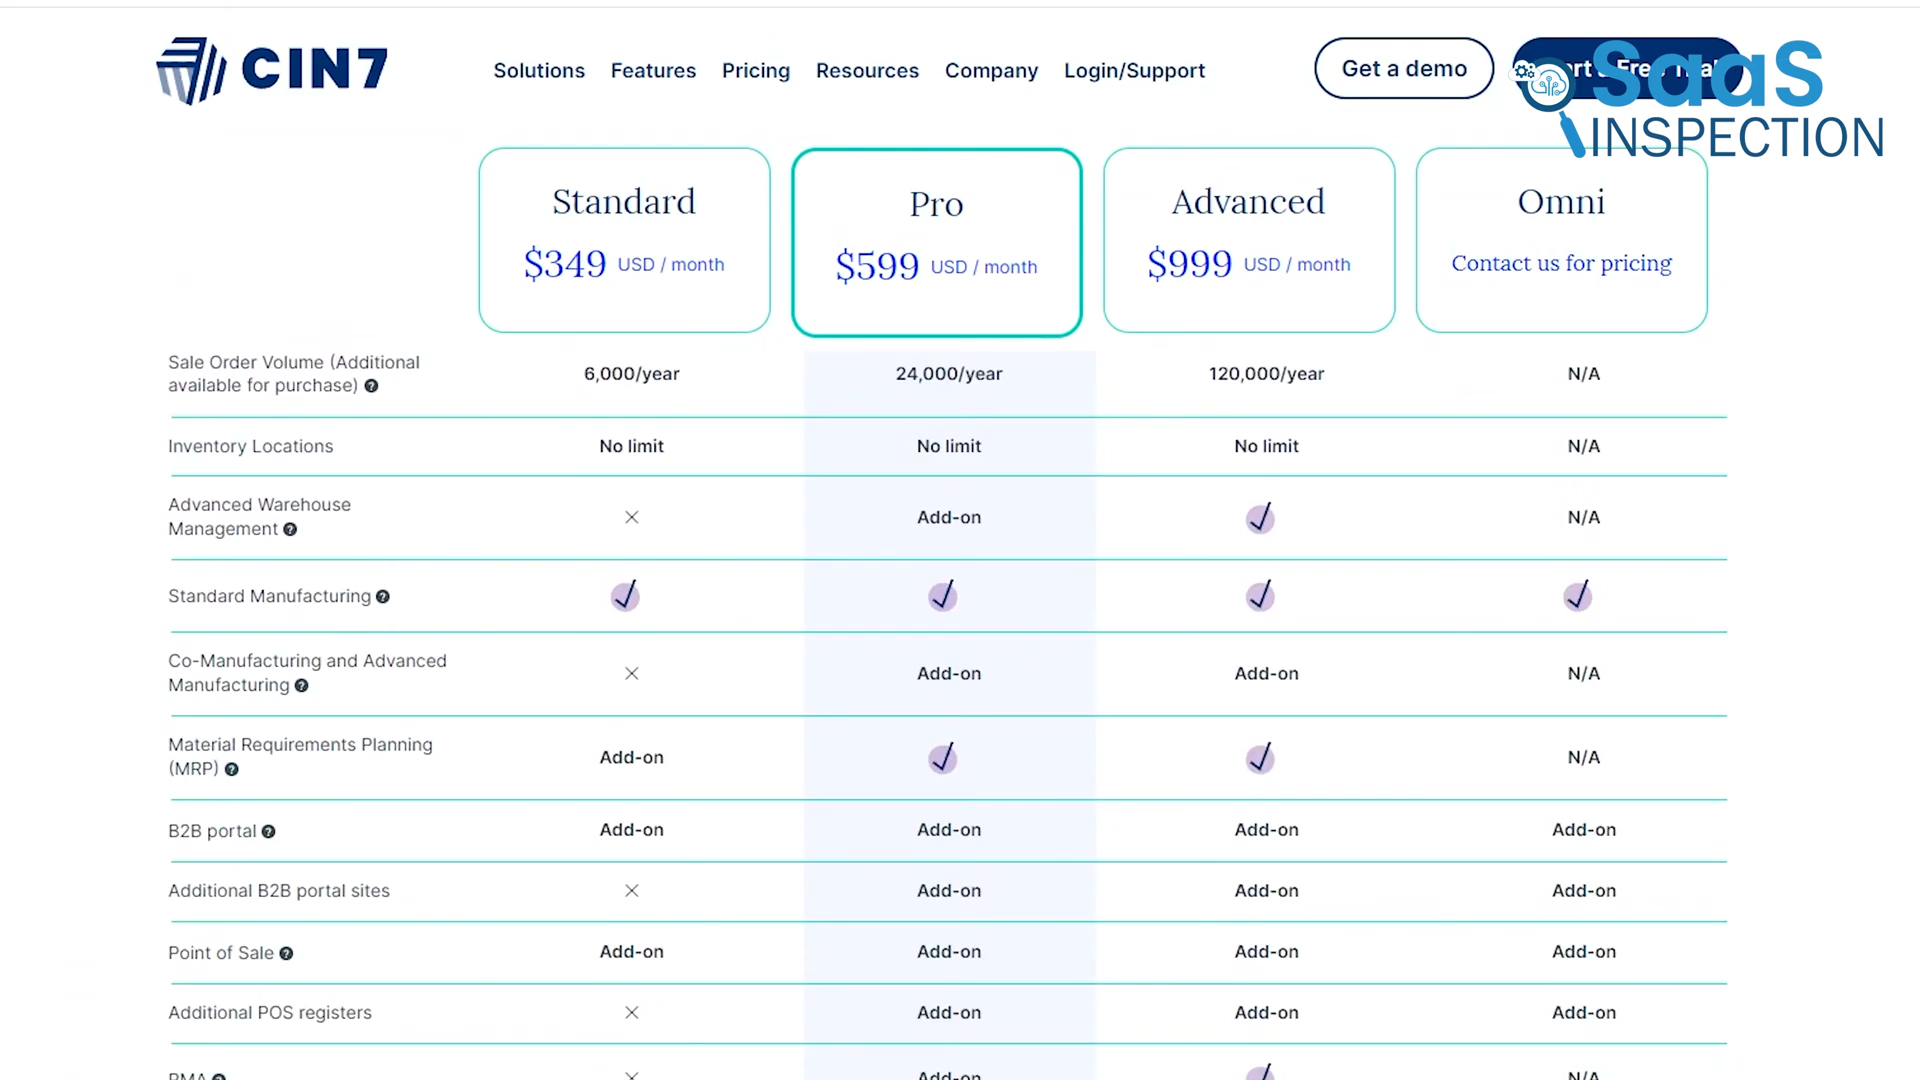 CIN7
Solutions Features Pricing Resources Company Login/Support
Get a demo
SaaS
INSPECTION
Standard
$349 USD / month
Pro
$599 USD / month
Advanced
$999 USD / month
Omni
Contact us for pricing
Sale Order Volume (Additional
available for purchase)
6,000/year 24,000/year 120,000/year N/A
Inventory Locations No limit No limit No limit N/A
Advanced Warehouse
Management
Add-on N/A
Standard Manufacturing
Co-Manufacturing and Advanced
Manufacturing
Add-on Add-on N/A
Material Requirements Planning
(MRP)
Add-on N/A
B2B portal Add-on Add-on Add-on Add-on
Additional B2B portal sites Add-on Add-on Add-on
Point of Sale Add-on Add-on Add-on Add-on
Additional POS registers Add-on Add-on Add-on
RMA Add-on N/A